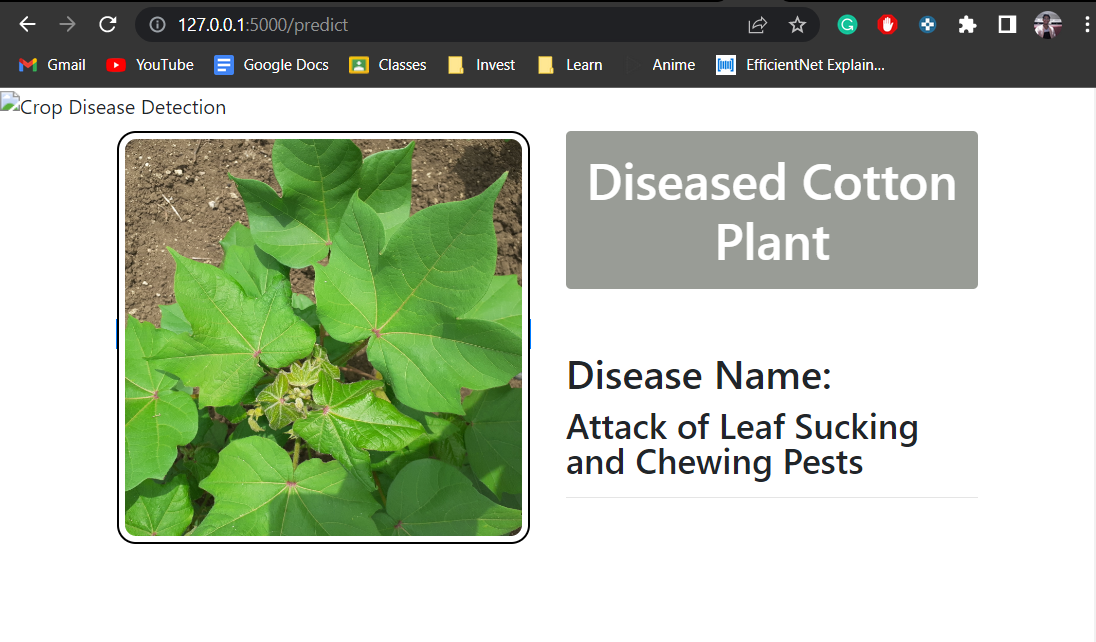 127.0.0.1:5000/predict
Gmail YouTube Google Docs Classes Invest Learn Anime EfficientNet Explain...
Crop Disease Detection
Diseased Cotton
Plant
Disease Name:
Attack of Leaf Sucking
and Chewing Pests